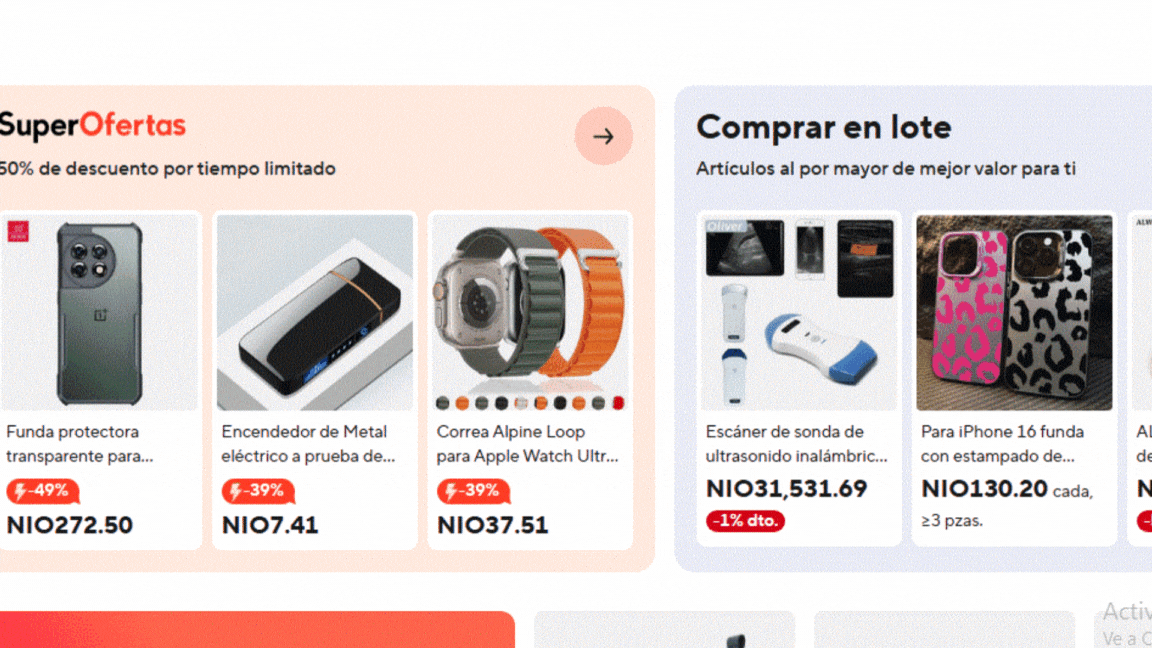 SuperOfertas
50% de descuento por tiempo limitado
Funda protectora
transparente para...
-49%
NIO272.50
Encendedor de Metal
eléctrico a prueba de...
-39%
NIO7.41
Correa Alpine Loop
para Apple Watch Ultr...
-39%
NIO37.51
Comprar en lote
Artículos al por mayor de mejor valor para ti
Oliver
Escáner de sonda de
ultrasonido inalámbric...
NIO31,531.69
-1% dto.
Para iPhone 16 funda
con estampado de...
NIO130.20 cada,
≥3 pzas.
Activ
Ve a C